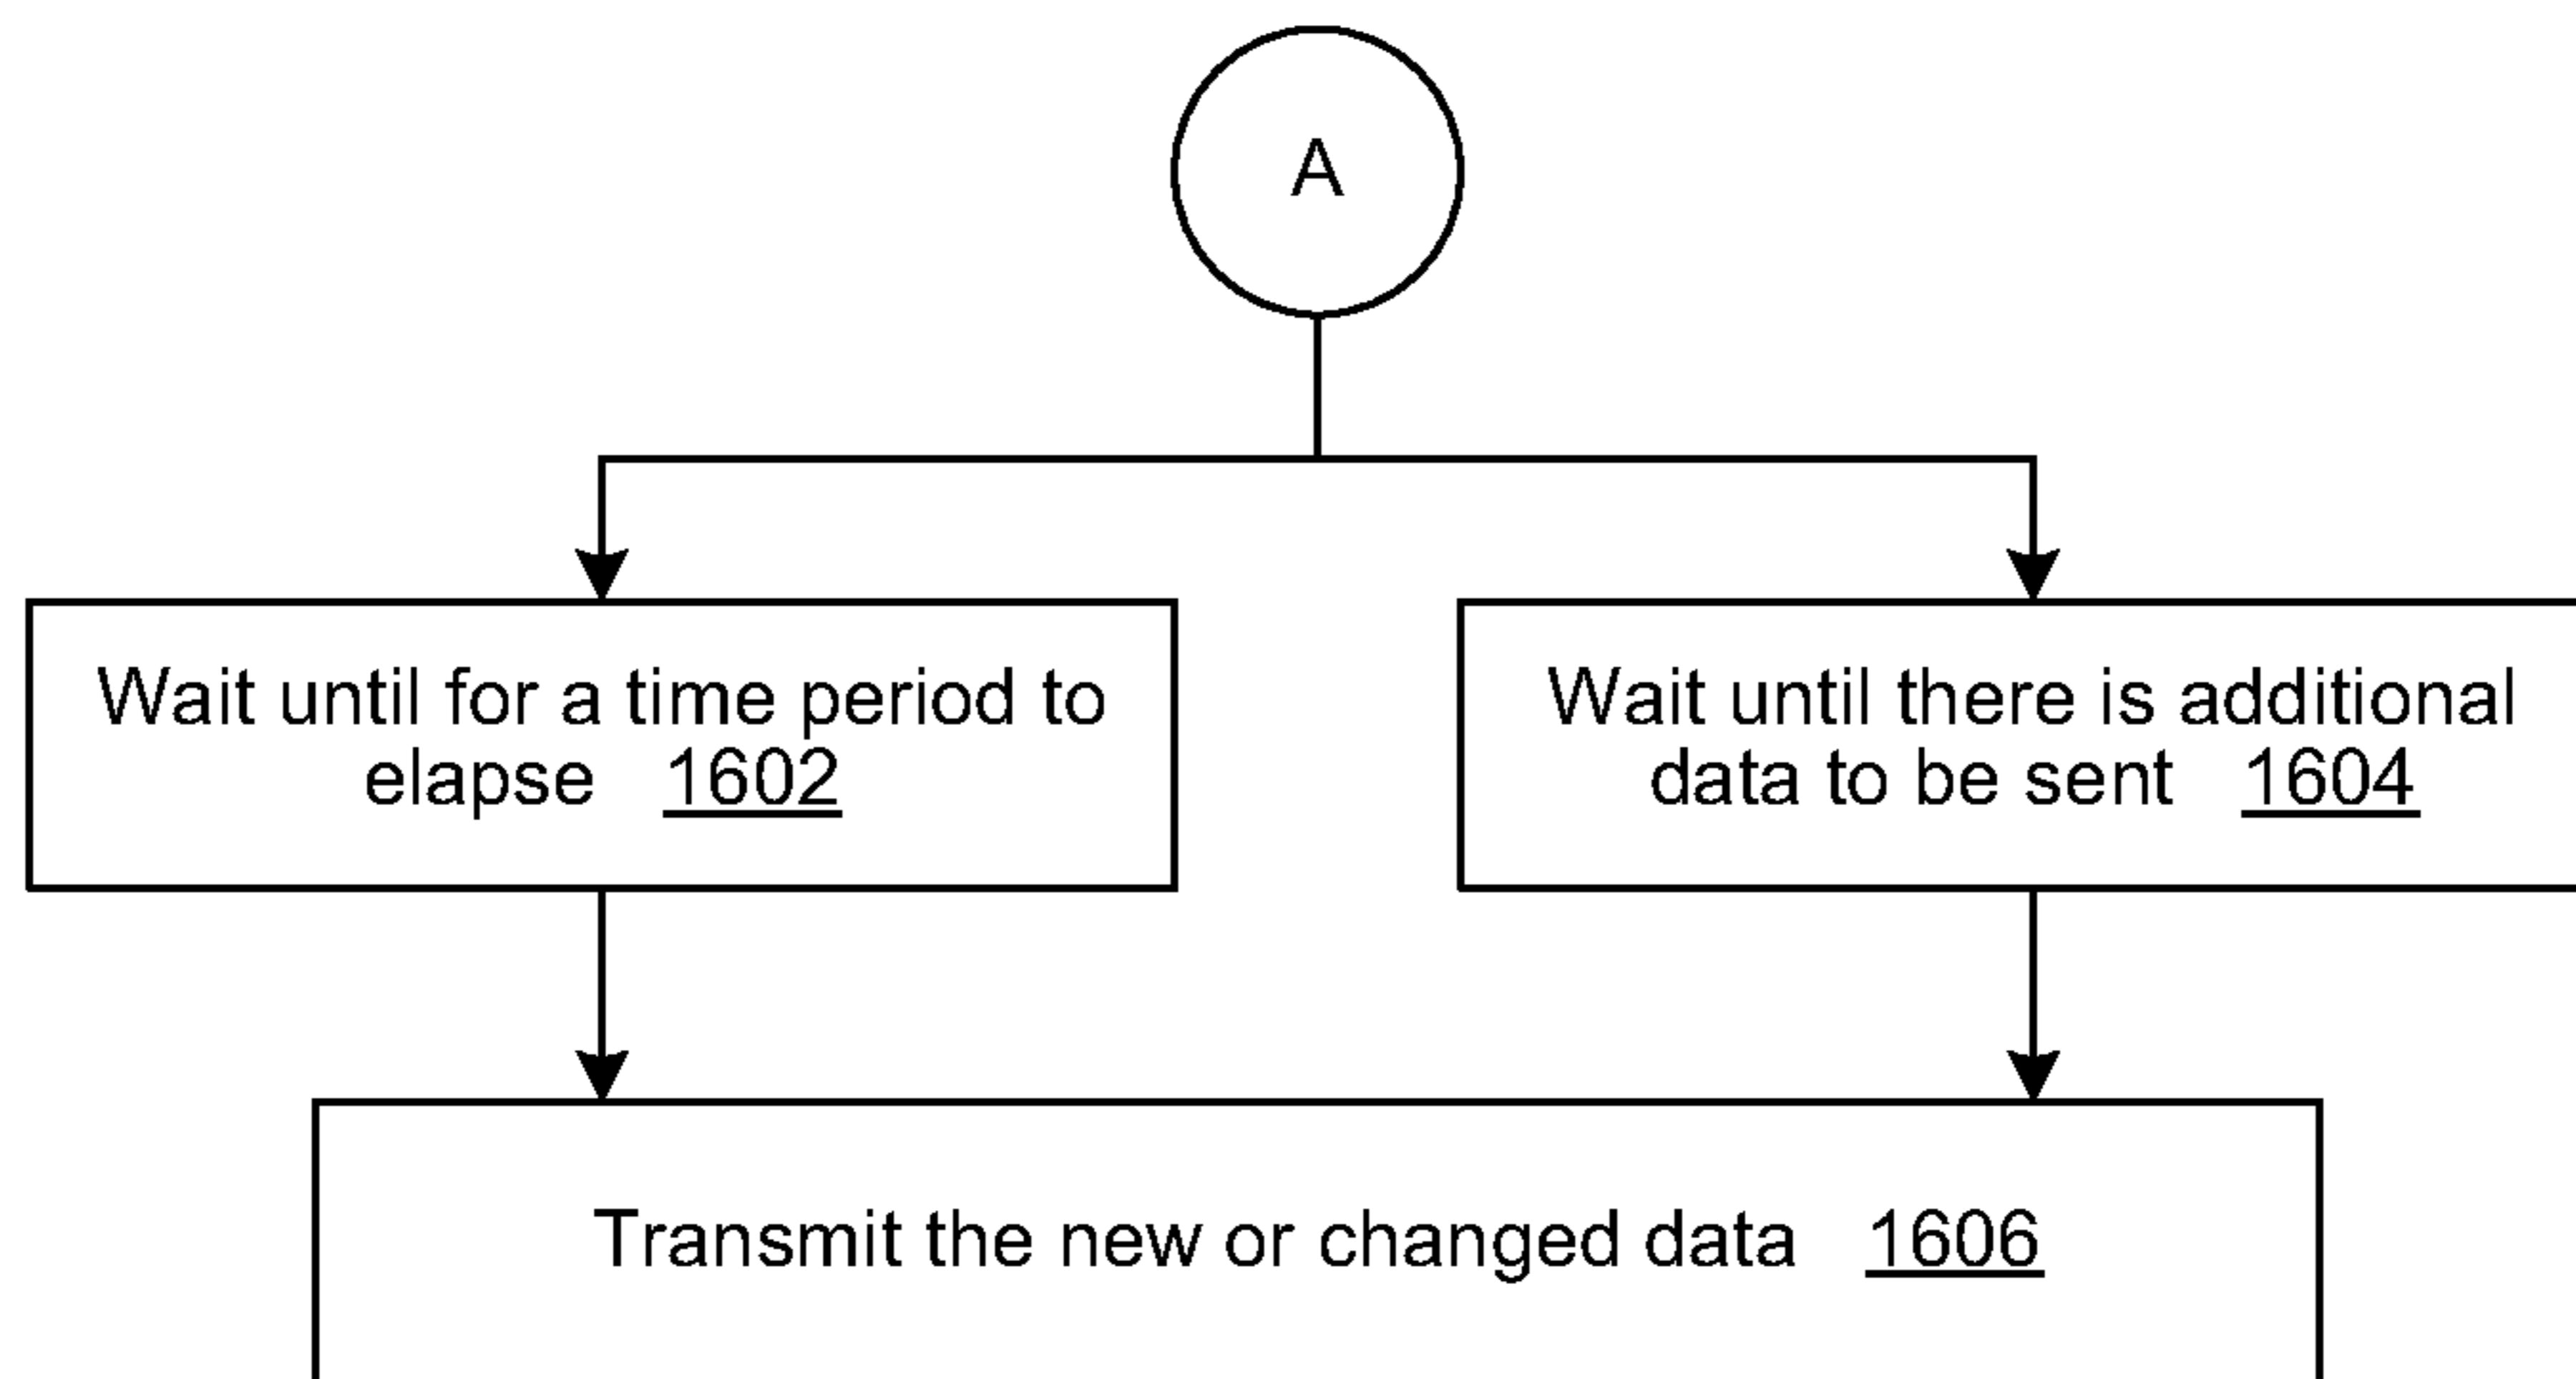 A
Wait until for a time period to
elapse 1602
Wait until there is additional
data to be sent 1604
Transmit the new or changed data 1606